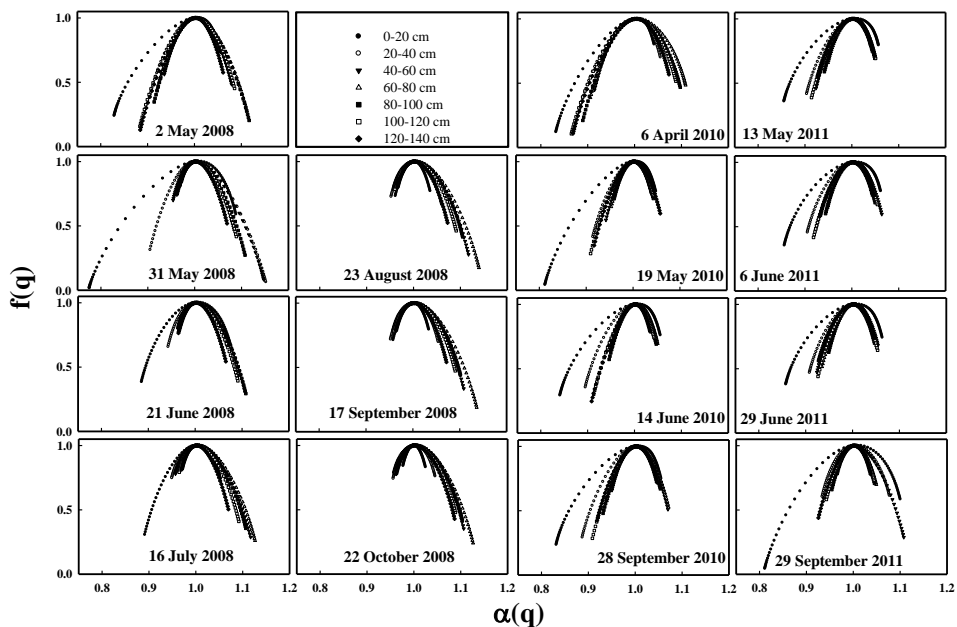 1.0
0.5
0.0
2 May 2008
0-20 cm
20-40 cm
40-60 cm
60-80 cm
80-100 cm
100-120 cm
120-140 cm
6 April 2010
13 May 2011
1.0
0.5
0.0
31 May 2008
23 August 2008
19 May 2010
6 June 2011
f(q)
1.0
0.5
0.0
21 June 2008
17 September 2008
14 June 2010
29 June 2011
1.0
0.5
0.0
16 July 2008
22 October 2008
28 September 2010
29 September 2011
0.8 0.9 1.0 1.1 1.2 0.8 0.9 1.0 1.1 1.2 0.8 0.9 1.0 1.1 1.2 0.8 0.9 1.0 1.1 1.2
α(q)